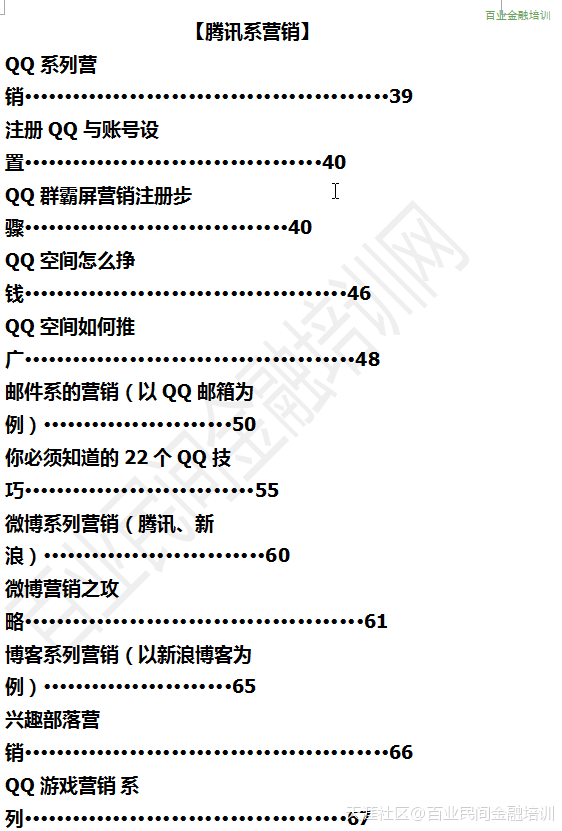 百业金融培训
【腾讯系营销】
QQ 系列营
销••••••••••••••••••••••••••••••••••••••••••••39
注册 QQ 与账号设
置••••••••••••••••••••••••••••••••••••40
QQ 群霸屏营销注册步
骤••••••••••••••••••••••••••••••••40
QQ 空间怎么挣
钱•••••••••••••••••••••••••••••••••••••••46
QQ 空间如何推
广••••••••••••••••••••••••••••••••••••••••48
邮件系的营销（以 QQ 邮箱为
例）•••••••••••••••••••••••50
你必须知道的 22 个 QQ 技
巧••••••••••••••••••••••••••••55
微博系列营销（腾讯、新
浪）•••••••••••••••••••••••••••60
微博营销之攻
略•••••••••••••••••••••••••••••••••••••••••61
博客系列营销（以新浪博客为
例）•••••••••••••••••••••••65
兴趣部落营
销••••••••••••••••••••••••••••••••••••••••••••66
QQ 游戏营销 系
列•••••••••••••••••••••••••••••••••••••••67
百业民间金融培训网
天涯社区@百业民间金融培训